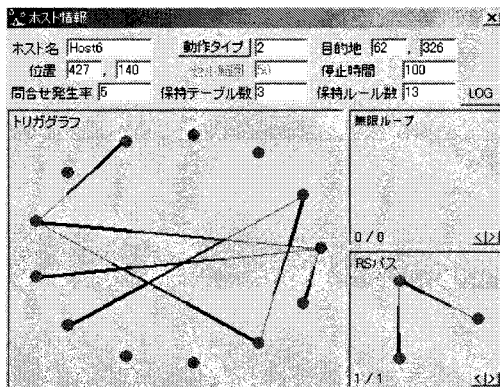 ホスト情報
ホスト名 Host6 動作タイプ 2 目的地 62 , 326
位置 427 , 140 50 停止時間 100
問合せ発生率 5 保持テーブル数 3 保持ルール数 13 LOG
トリガグラフ
無限ループ
0 / 0 <|>
RSパス
1 / 1 <|>